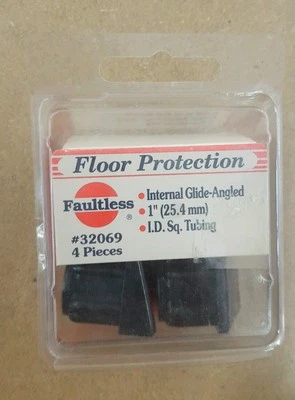 Floor Protection
Faultless ®
#32069
4 Pieces
• Internal Glide-Angled
• 1" (25.4 mm)
• I.D. Sq. Tubing